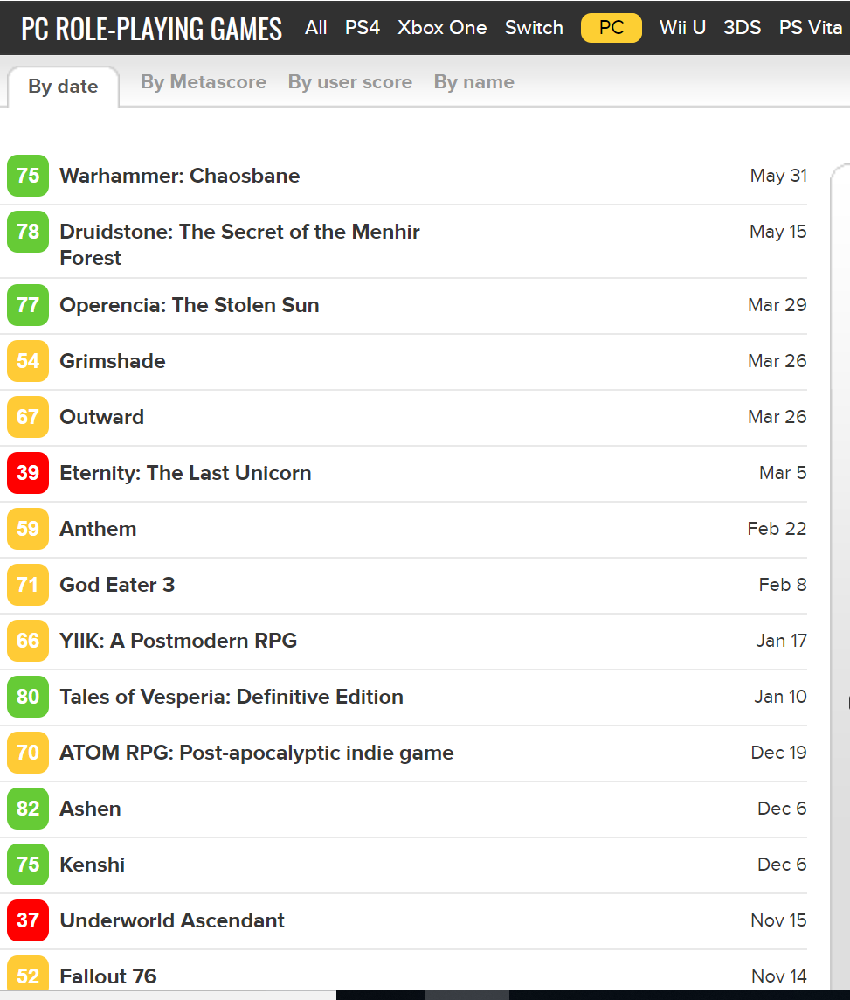 PC ROLE-PLAYING GAMES All PS4 Xbox One Switch PC Wii U 3DS PS Vita
By date By Metascore By user score By name
75 Warhammer: Chaosbane May 31
78 Druidstone: The Secret of the Menhir May 15
Forest
77 Operencia: The Stolen Sun Mar 29
54 Grimshade Mar 26
67 Outward Mar 26
39 Eternity: The Last Unicorn Mar 5
59 Anthem Feb 22
71 God Eater 3 Feb 8
66 YIIK: A Postmodern RPG Jan 17
80 Tales of Vesperia: Definitive Edition Jan 10
70 ATOM RPG: Post-apocalyptic indie game Dec 19
82 Ashen Dec 6
75 Kenshi Dec 6
37 Underworld Ascendant Nov 15
52 Fallout 76 Nov 14